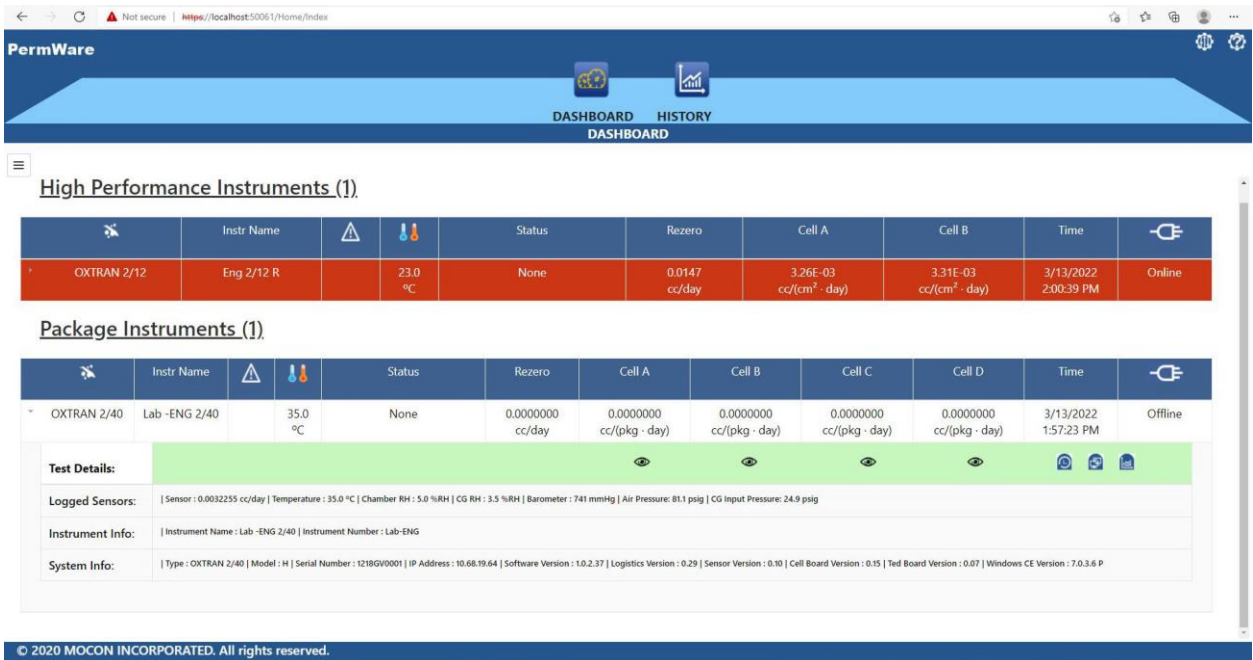 Not secure | https://localhost:50061/Home/Index
PermWare
DASHBOARD HISTORY
DASHBOARD
High Performance Instruments (1)
Instr Name Status Rezero Cell A Cell B Time
OXTRAN 2/12 Eng 2/12 R 23.0 ºC None 0.0147 cc/day 3.26E-03 cc/(cm² · day) 3.31E-03 cc/(cm² · day) 3/13/2022 2:00:39 PM Online
Package Instruments (1)
Instr Name Status Rezero Cell A Cell B Cell C Cell D Time
OXTRAN 2/40 Lab -ENG 2/40 35.0 ºC None 0.0000000 cc/day 0.0000000 cc/(pkg · day) 0.0000000 cc/(pkg · day) 0.0000000 cc/(pkg · day) 0.0000000 cc/(pkg · day) 3/13/2022 1:57:23 PM Offline
Test Details:
Logged Sensors: | Sensor : 0.0032255 cc/day | Temperature : 35.0 ºC | Chamber RH : 5.0 %RH | CG RH : 3.5 %RH | Barometer : 741 mmHg | Air Pressure: 81.1 psig | CG Input Pressure: 24.9 psig
Instrument Info: | Instrument Name : Lab -ENG 2/40 | Instrument Number : Lab-ENG
System Info: | Type : OXTRAN 2/40 | Model : H | Serial Number : 1218GV0001 | IP Address : 10.68.19.64 | Software Version : 1.0.2.37 | Logistics Version : 0.29 | Sensor Version : 0.10 | Cell Board Version : 0.15 | Ted Board Version : 0.07 | Windows CE Version : 7.0.3.6 P
© 2020 MOCON INCORPORATED. All rights reserved.